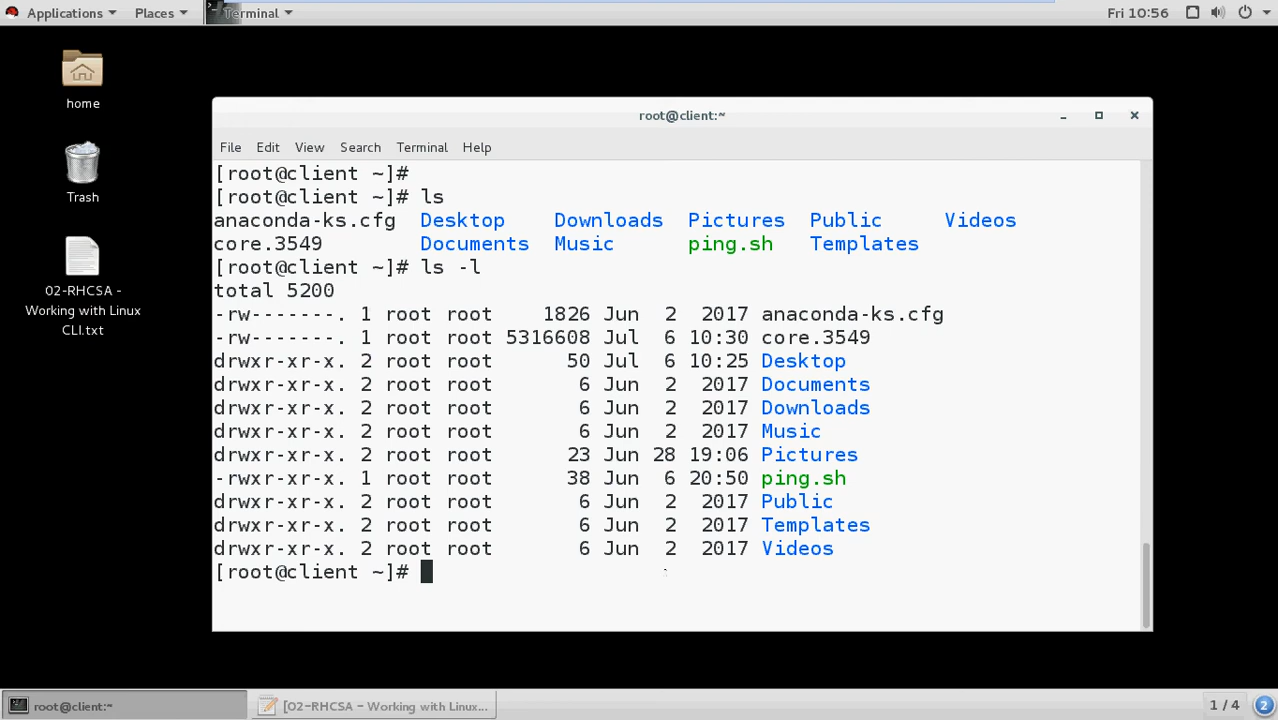 Applications Places Terminal Fri 10:56
home
Trash
02-RHCSA -
Working with Linux
CLI.txt
root@client:~
File Edit View Search Terminal Help
[root@client ~]#
[root@client ~]# ls
anaconda-ks.cfg Desktop Downloads Pictures Public Videos
core.3549 Documents Music ping.sh Templates
[root@client ~]# ls -l
total 5200
-rw-------. 1 root root 1826 Jun 2 2017 anaconda-ks.cfg
-rw-------. 1 root root 5316608 Jul 6 10:30 core.3549
drwxr-xr-x. 2 root root 50 Jul 6 10:25 Desktop
drwxr-xr-x. 2 root root 6 Jun 2 2017 Documents
drwxr-xr-x. 2 root root 6 Jun 2 2017 Downloads
drwxr-xr-x. 2 root root 6 Jun 2 2017 Music
drwxr-xr-x. 2 root root 23 Jun 28 19:06 Pictures
-rwxr-xr-x. 1 root root 38 Jun 6 20:50 ping.sh
drwxr-xr-x. 2 root root 6 Jun 2 2017 Public
drwxr-xr-x. 2 root root 6 Jun 2 2017 Templates
drwxr-xr-x. 2 root root 6 Jun 2 2017 Videos
[root@client ~]#
root@client:~ [02-RHCSA - Working with Linux... 1 / 4 2